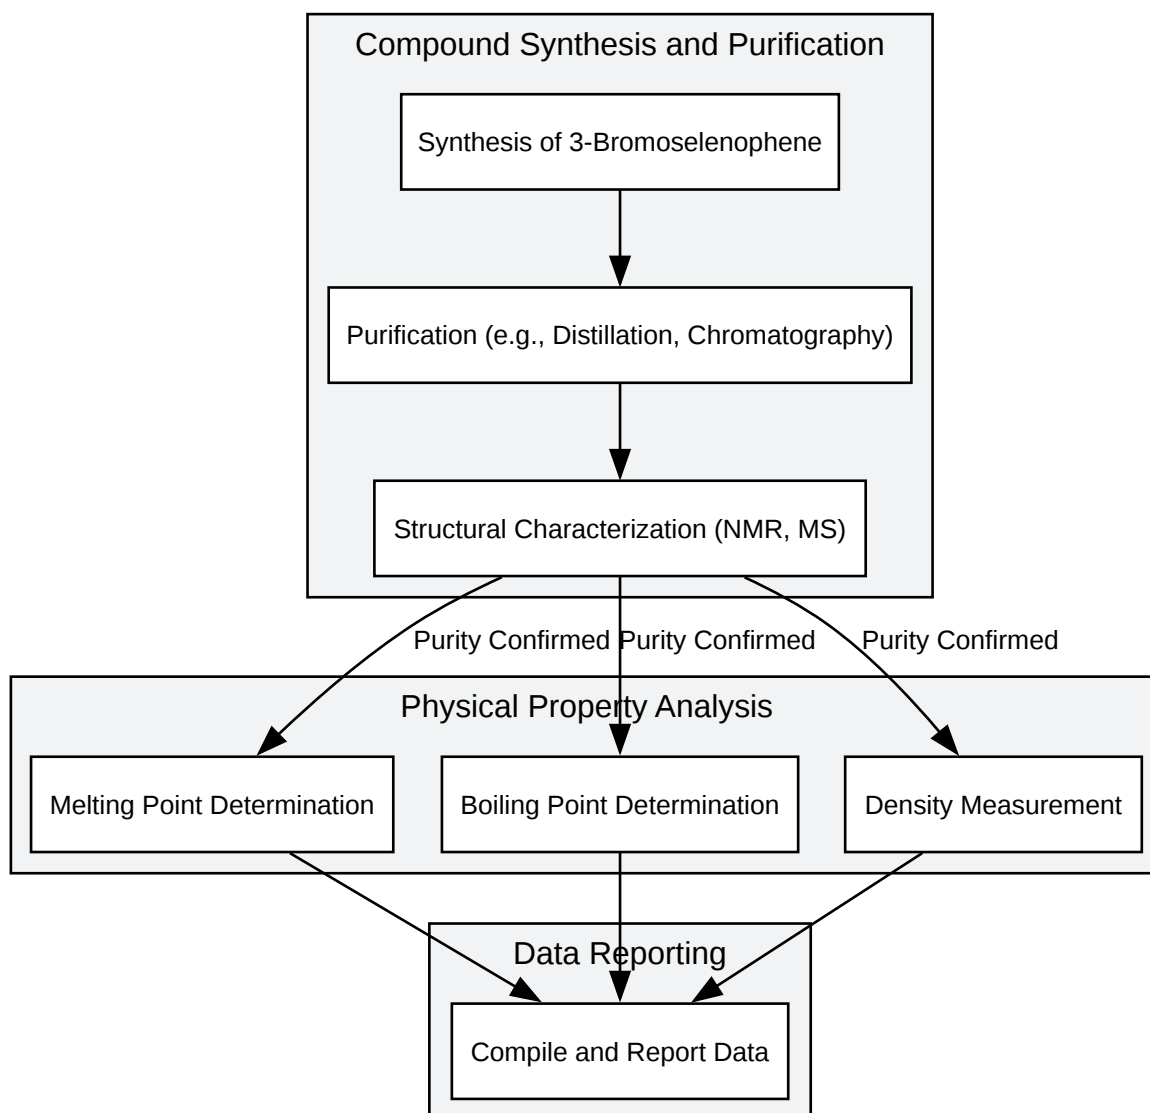 Compound Synthesis and Purification
Synthesis of 3-Bromoselenophene
Purification (e.g., Distillation, Chromatography)
Structural Characterization (NMR, MS)
Purity Confirmed
Purity Confirmed
Purity Confirmed
Physical Property Analysis
Melting Point Determination
Boiling Point Determination
Density Measurement
Data Reporting
Compile and Report Data